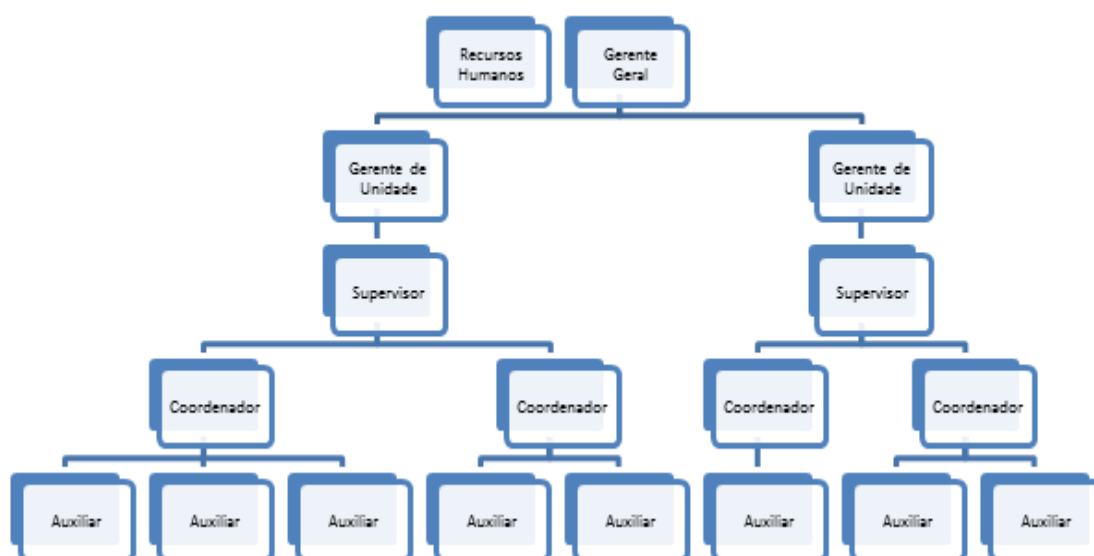 Recursos
Humanos
Gerente
Geral
Gerente de
Unidade
Gerente de
Unidade
Supervisor
Supervisor
Coordenador
Coordenador
Coordenador
Coordenador
Auxiliar
Auxiliar
Auxiliar
Auxiliar
Auxiliar
Auxiliar
Auxiliar
Auxiliar